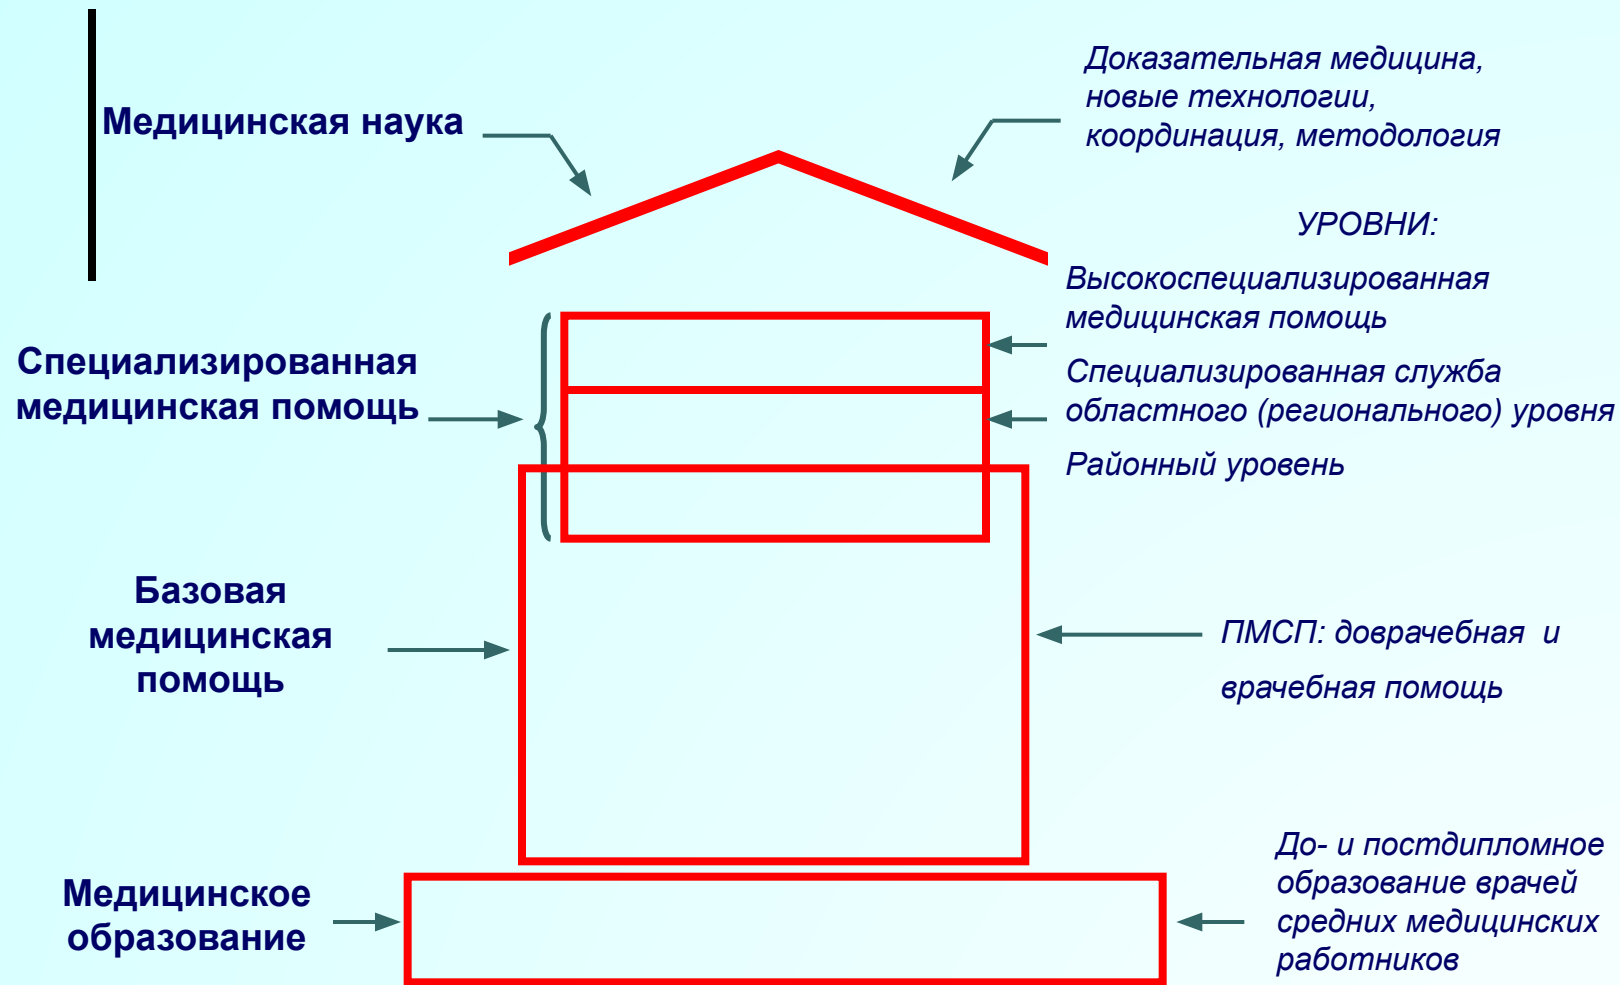 Медицинская наука
Доказательная медицина,
новые технологии,
координация, методология
УРОВНИ:
Высокоспециализированная
медицинская помощь
Специализированная
медицинская помощь
Специализированная служба
областного (регионального) уровня
Районный уровень
Базовая
медицинская
помощь
ПМСП: доврачебная и
врачебная помощь
Медицинское
образование
До- и постдипломное
образование врачей
средних медицинских
работников